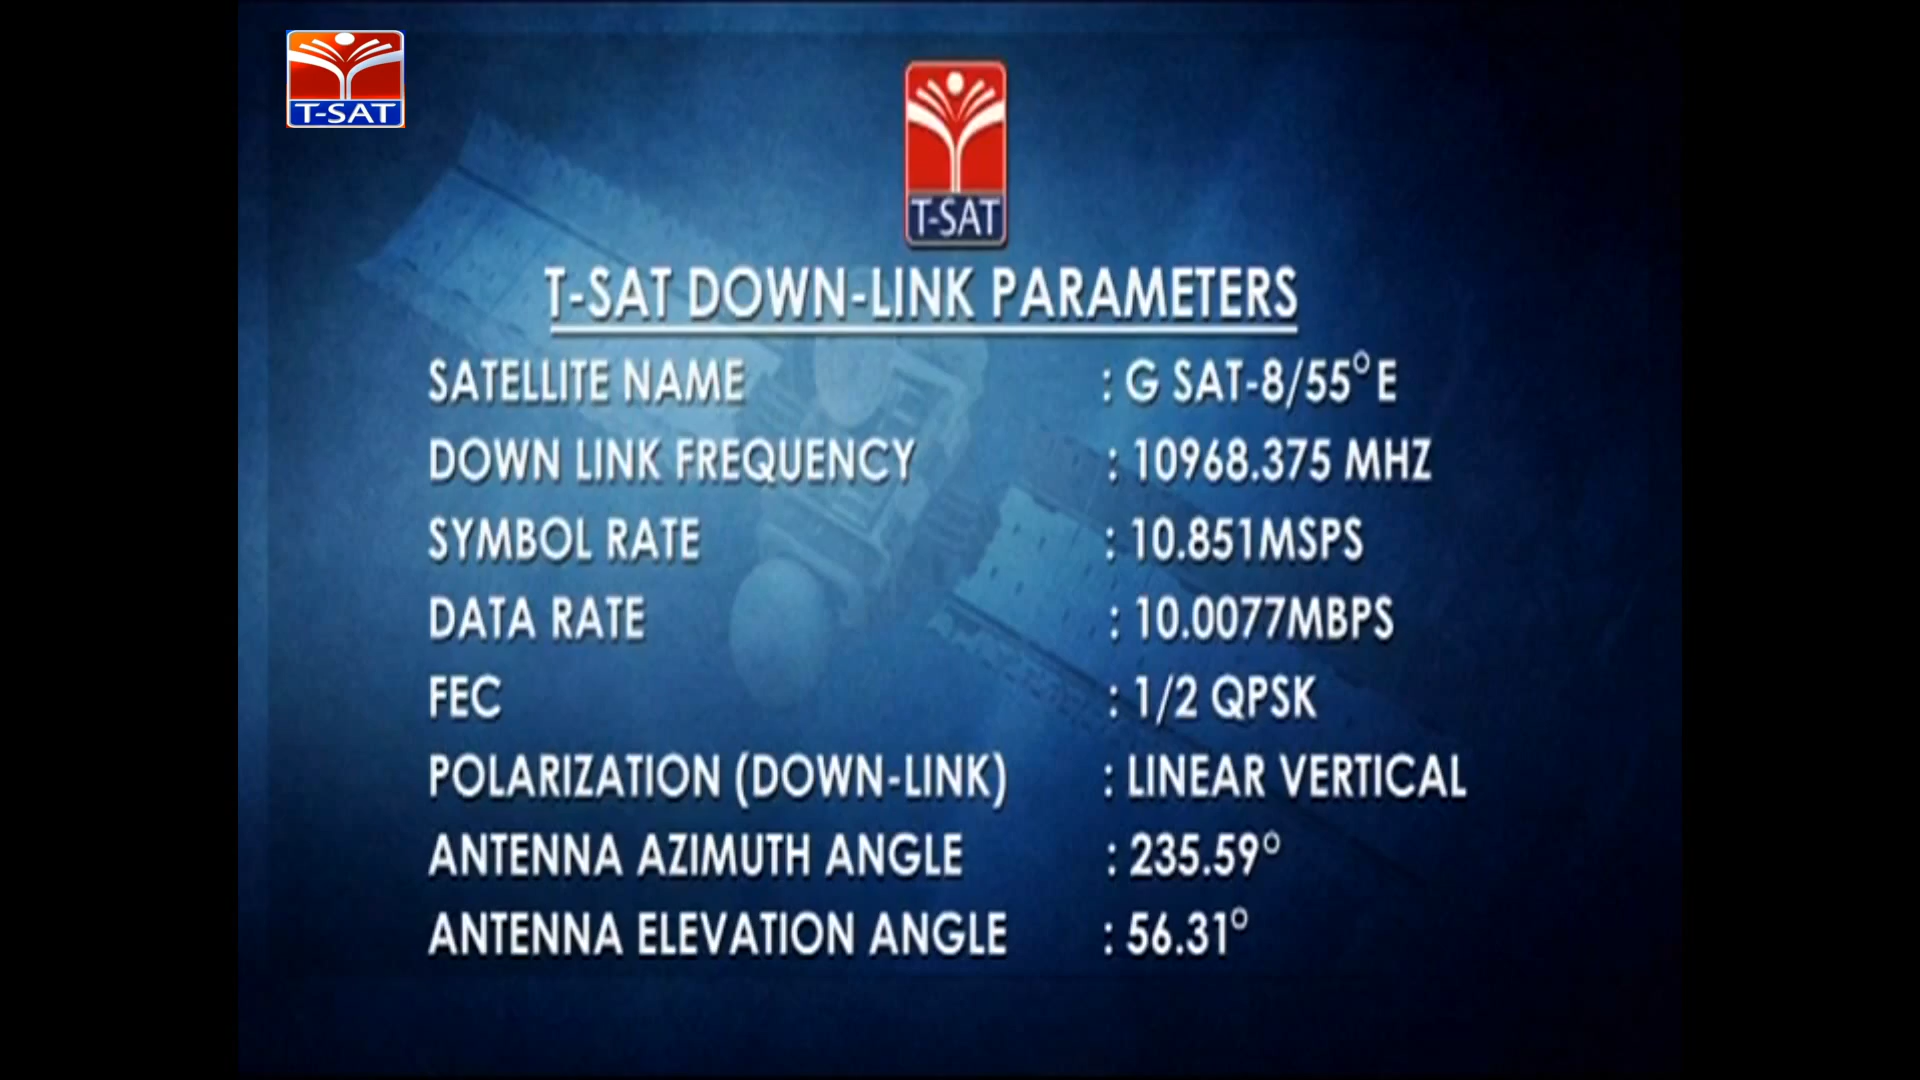 T-SAT
T-SAT
T-SAT DOWN-LINK PARAMETERS
SATELLITE NAME : G SAT-8/55° E
DOWN LINK FREQUENCY : 10968.375 MHZ
SYMBOL RATE : 10.851MSPS
DATA RATE : 10.0077MBPS
FEC : 1/2 QPSK
POLARIZATION (DOWN-LINK) : LINEAR VERTICAL
ANTENNA AZIMUTH ANGLE : 235.59°
ANTENNA ELEVATION ANGLE : 56.31°